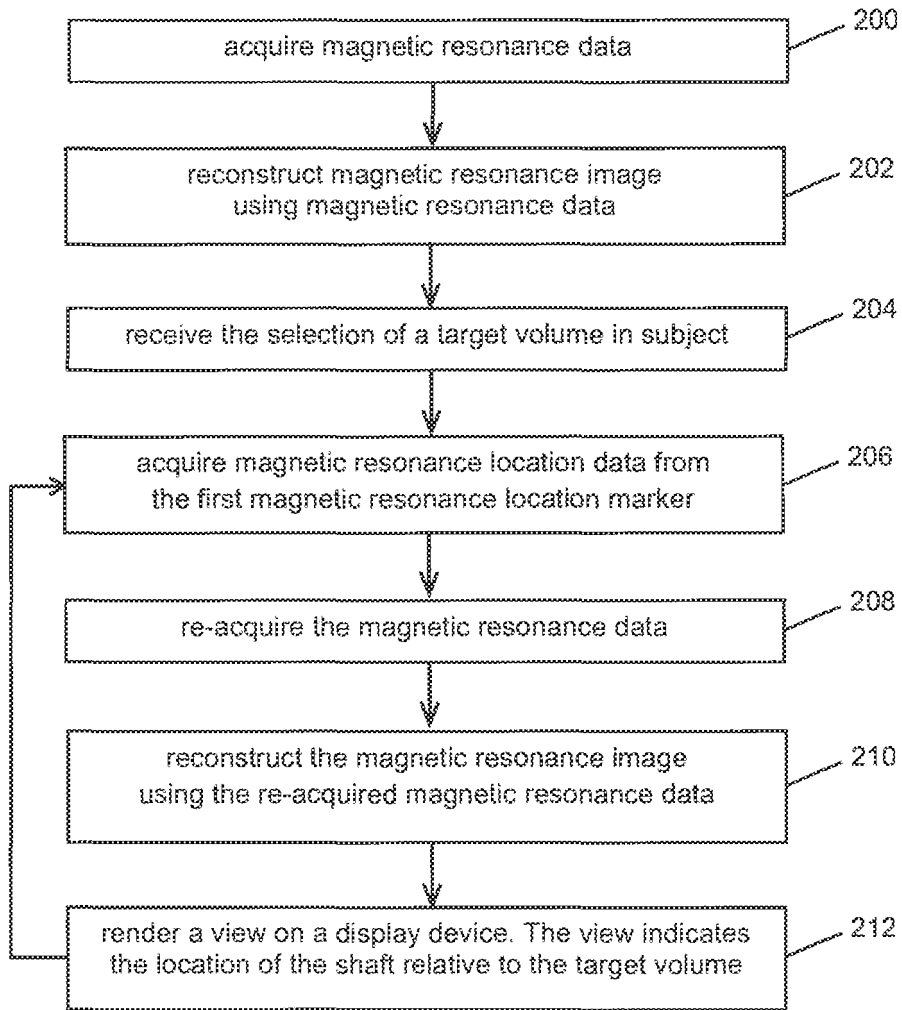 200
acquire magnetic resonance data
reconstruct magnetic resonance image
using magnetic resonance data
202
receive the selection of a target volume in subject
204
acquire magnetic resonance location data from
the first magnetic resonance location marker
206
re-acquire the magnetic resonance data
208
reconstruct the magnetic resonance image
using the re-acquired magnetic resonance data
210
render a view on a display device. The view indicates
the location of the shaft relative to the target volume
212